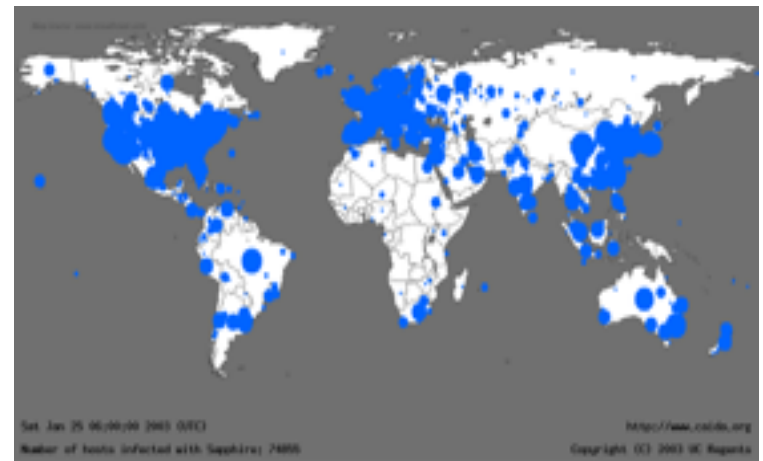 Sat Jan 25 06:00:00 2003 (UTC)
Number of hosts infected with Sapphire: 74855
http://www.caida.org
Copyright (C) 2003 UC Regents